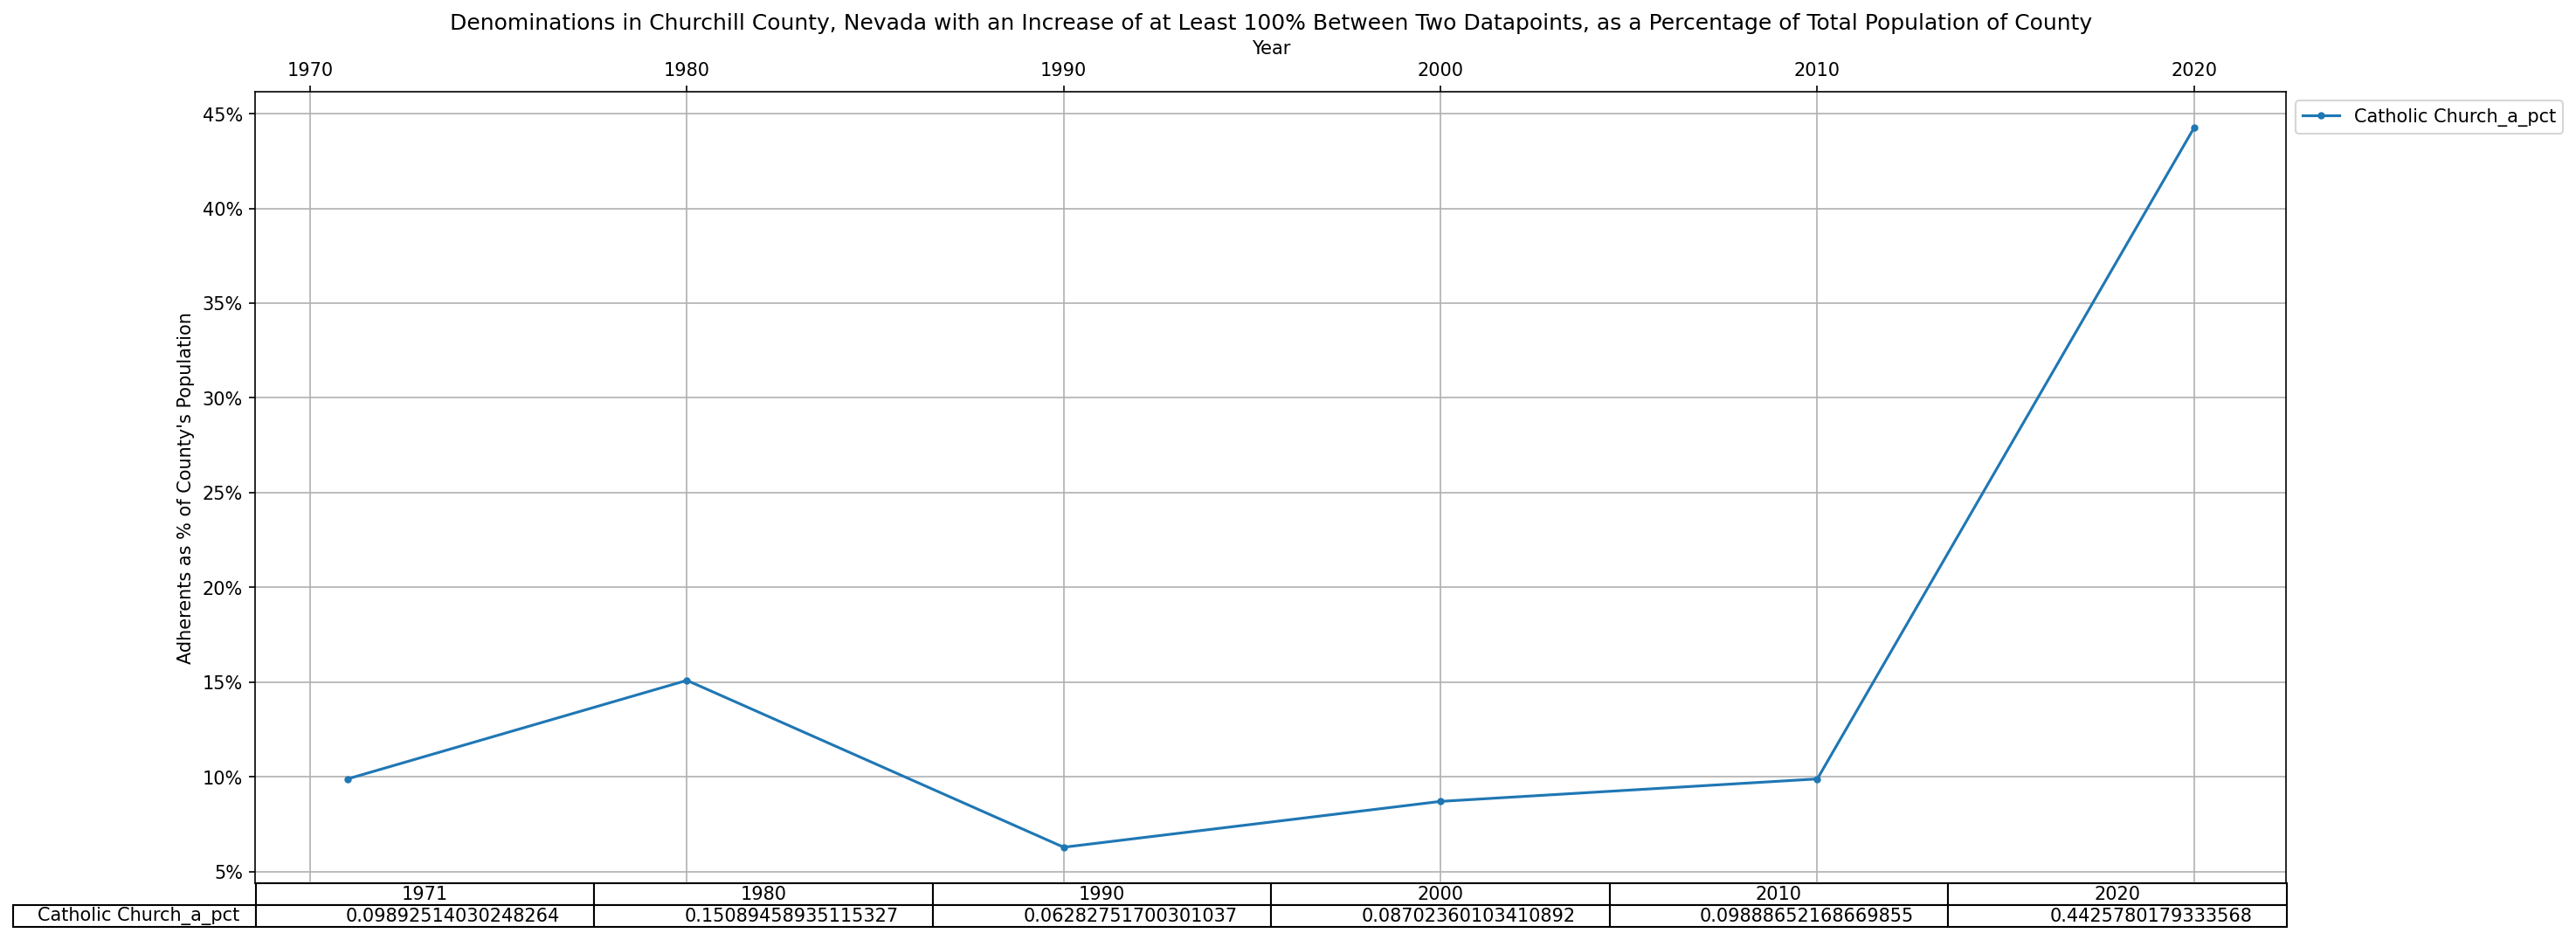 Denominations in Churchill County, Nevada with an Increase of at Least 100% Between Two Datapoints, as a Percentage of Total Population of County
Year
1970 1980 1990 2000 2010 2020
Catholic Church_a_pct
Adherents as % of County's Population
45%
40%
35%
30%
25%
20%
15%
10%
5%
1971 1980 1990 2000 2010 2020
Catholic Church_a_pct 0.09892514030248264 0.15089458935115327 0.06282751700301037 0.08702360103410892 0.09888652168669855 0.4425780179333568